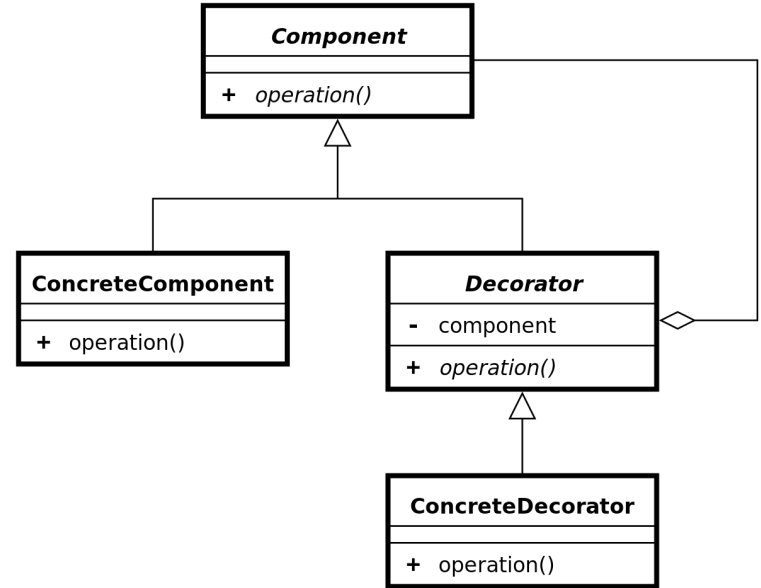 Component
+ operation()
ConcreteComponent
+ operation()
Decorator
- component
+ operation()
ConcreteDecorator
+ operation()